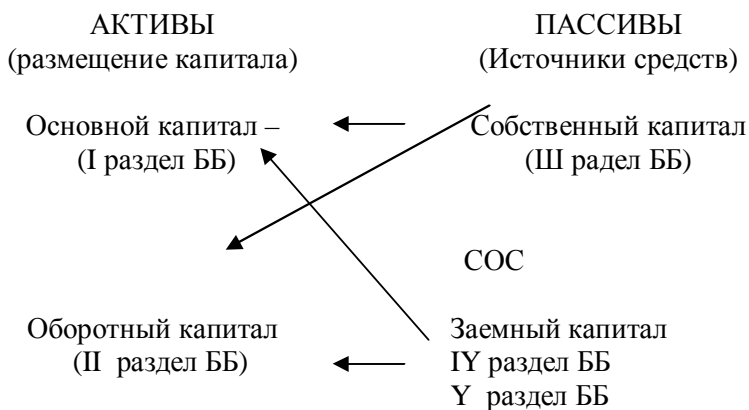 АКТИВЫ
(размещение капитала)
ПАССИВЫ
(Источники средств)
Основной капитал –
(I раздел ББ)
Собственный капитал
(Ш радел ББ)
СОС
Оборотный капитал
(II раздел ББ)
Заемный капитал
IY раздел ББ
Y раздел ББ